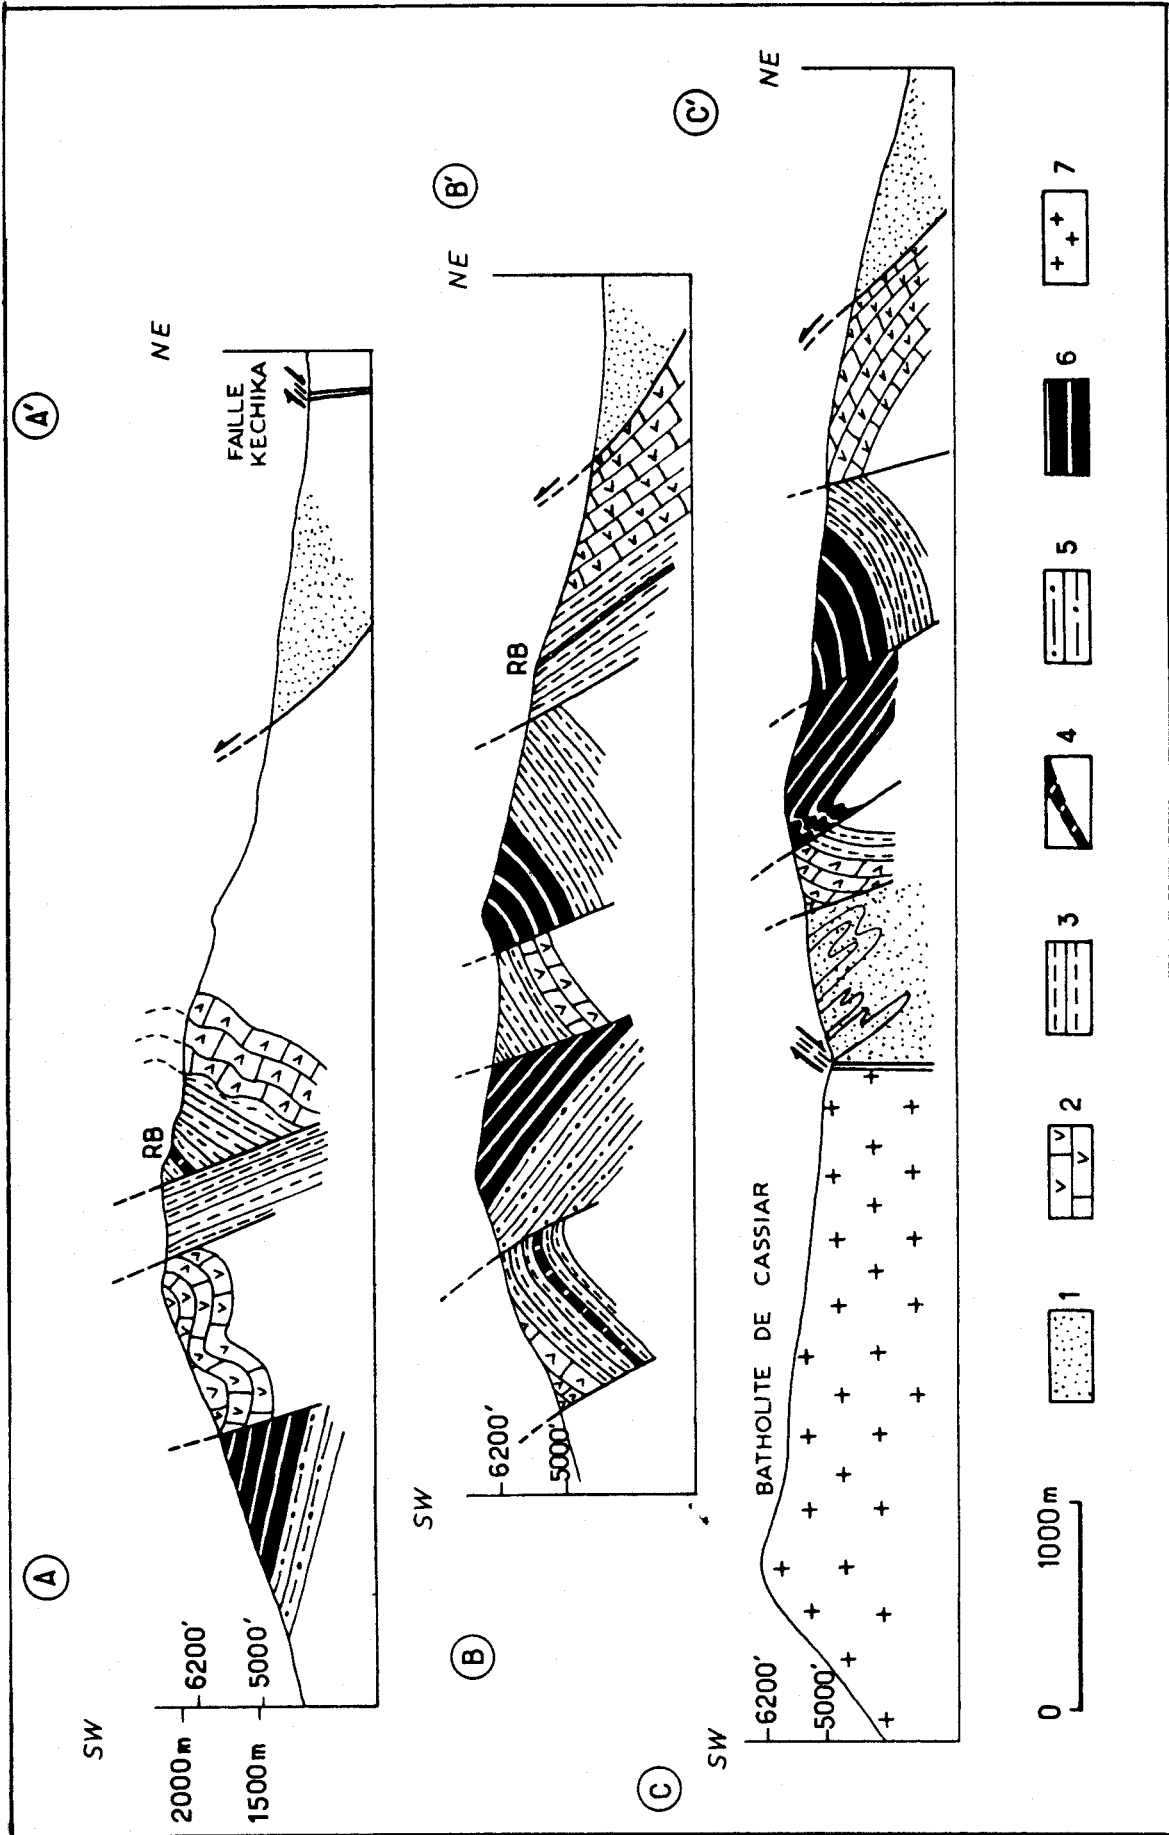 A
A'
SW
NE
2000m
6200'
1500m
5000'
RB
FAILLE
KECHIKA
B
B'
SW
NE
6200'
5000'
RB
C
C'
SW
NE
6200'
5000'
BATHOLITE DE CASSIAR
0 1000m
1 2 3 4 5 6 7